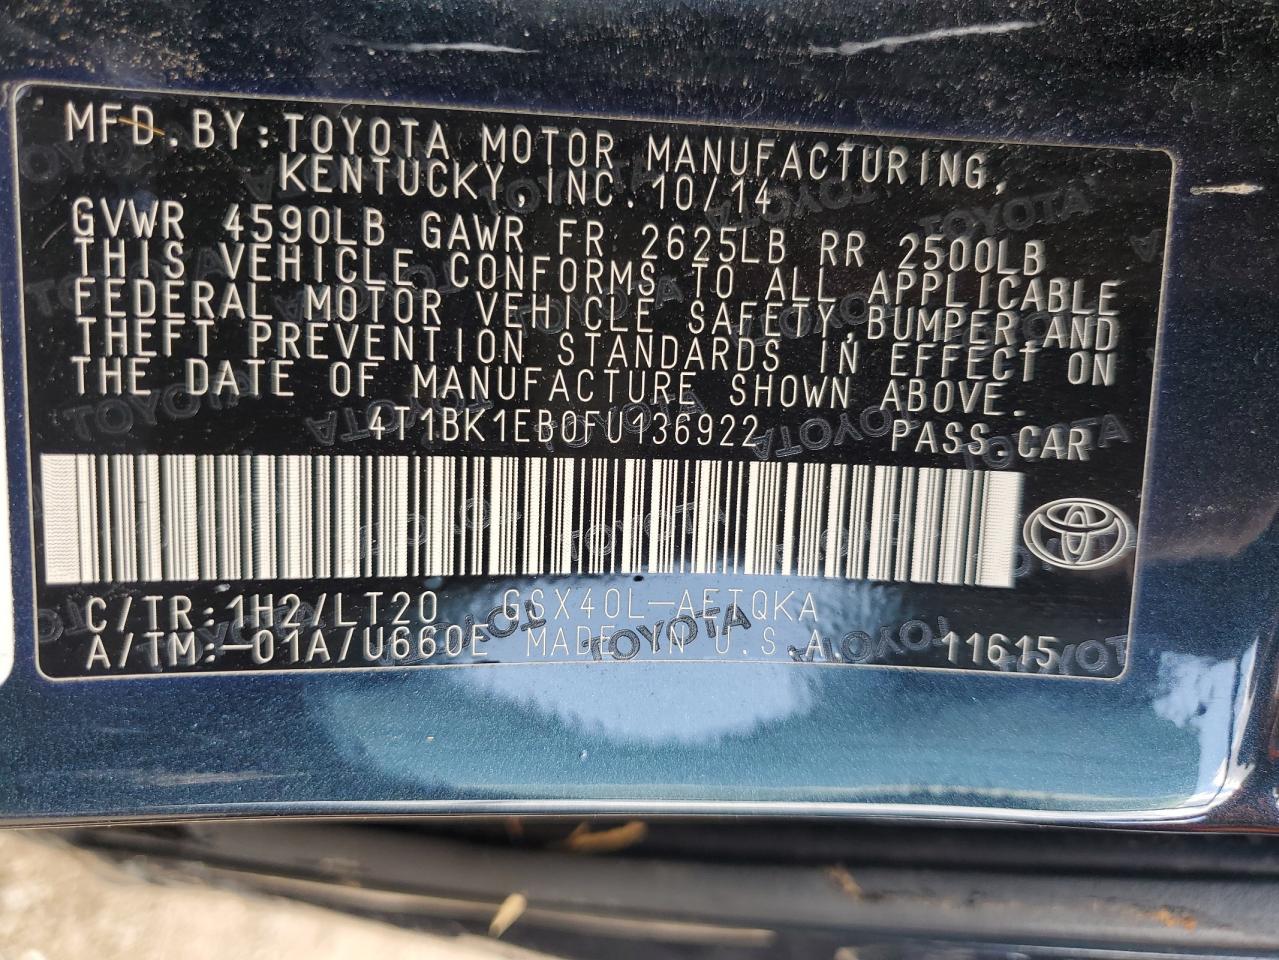 MFD.BY:TOYOTA MOTOR MANUFACTURING,
KENTUCKY,INC.10/14
GVWR 4590LB GAWR FR 2625LB RR 2500LB
THIS VEHICLE CONFORMS TO ALL APPLICABLE
FEDERAL MOTOR VEHICLE SAFETY,BUMPER,AND
THEFT PREVENTION STANDARDS IN EFFECT ON
THE DATE OF MANUFACTURE SHOWN ABOVE.
4T1BK1EB0FU136922 PASS CAR
C/TR:1H2/LT20 GSX40L-AETQKA
A/TM:-01A/U660E MADE IN U.S.A. 11615